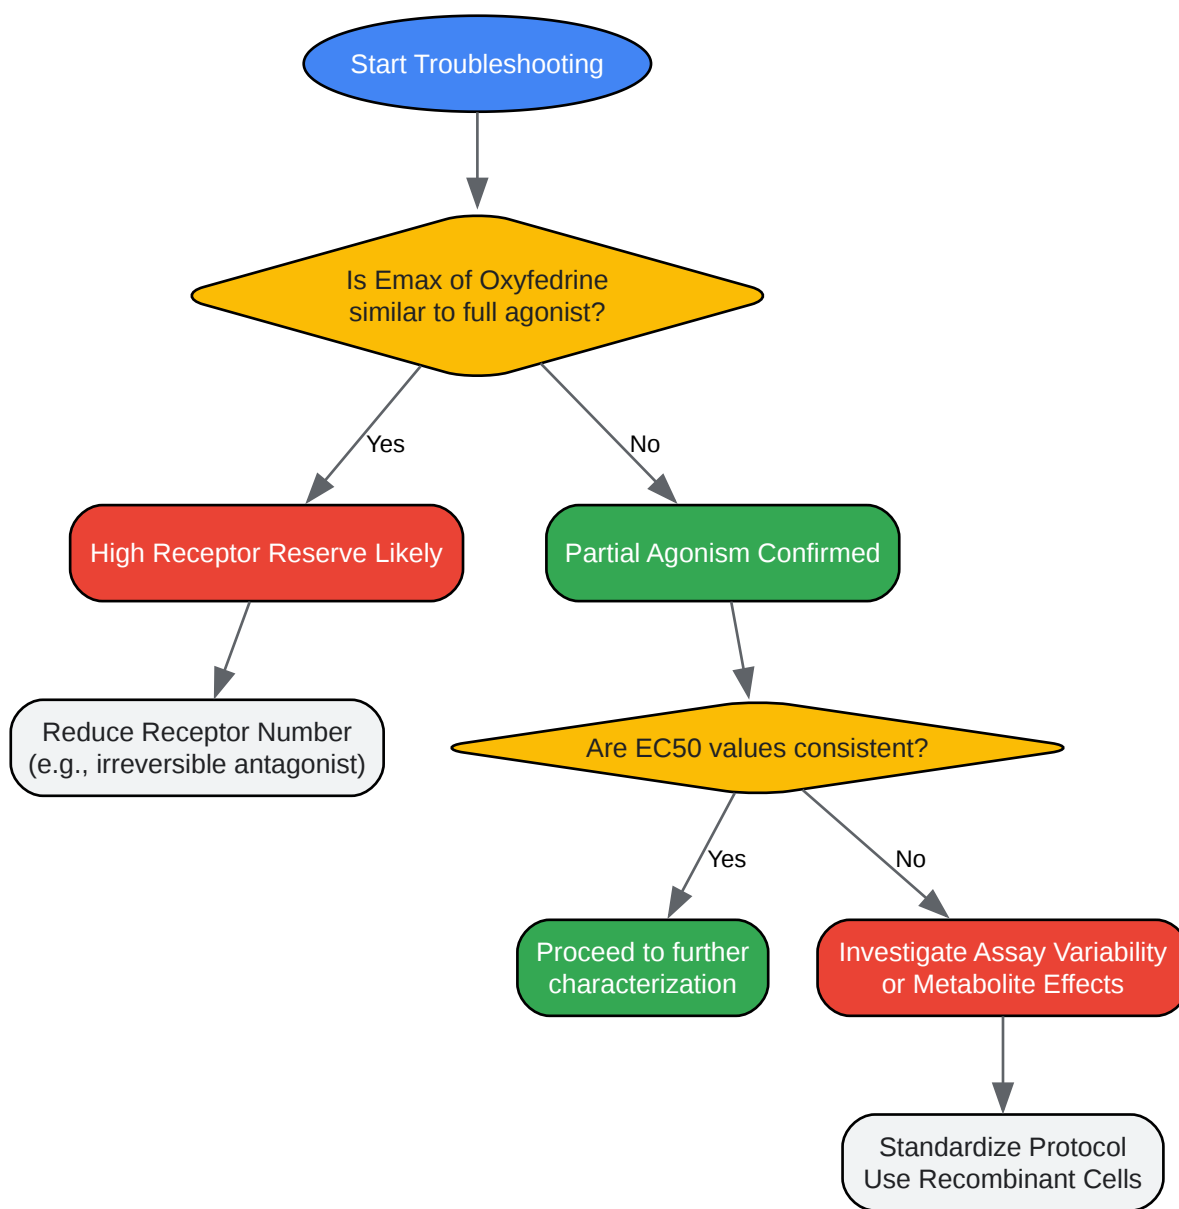 Start Troubleshooting
Is Emax of Oxyfedrine
similar to full agonist?
Yes
No
High Receptor Reserve Likely
Partial Agonism Confirmed
Reduce Receptor Number
(e.g., irreversible antagonist)
Are EC50 values consistent?
Yes
No
Proceed to further
characterization
Investigate Assay Variability
or Metabolite Effects
Standardize Protocol
Use Recombinant Cells